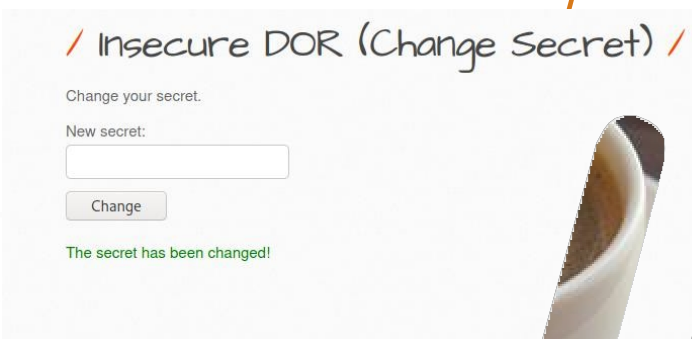 / Insecure DOR (Change Secret) /
Change your secret.
New secret:
Change
The secret has been changed!